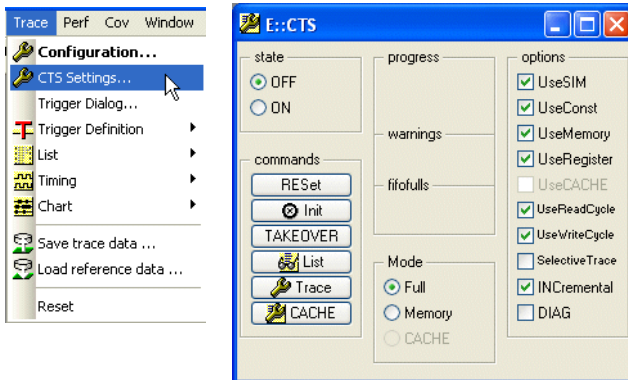 Trace Perf Cov Window
Configuration...
CTS Settings...
Trigger Dialog...
Trigger Definition
List
Timing
Chart
Save trace data ...
Load reference data ...
Reset
E::CTS
state
OFF
ON
commands
RESet
Init
TAKEOVER
List
Trace
CACHE
progress
warnings
fifofulls
Mode
Full
Memory
CACHE
options
UseSIM
UseConst
UseMemory
UseRegister
UseCACHE
UseReadCycle
UseWriteCycle
SelectiveTrace
INCremental
DIAG